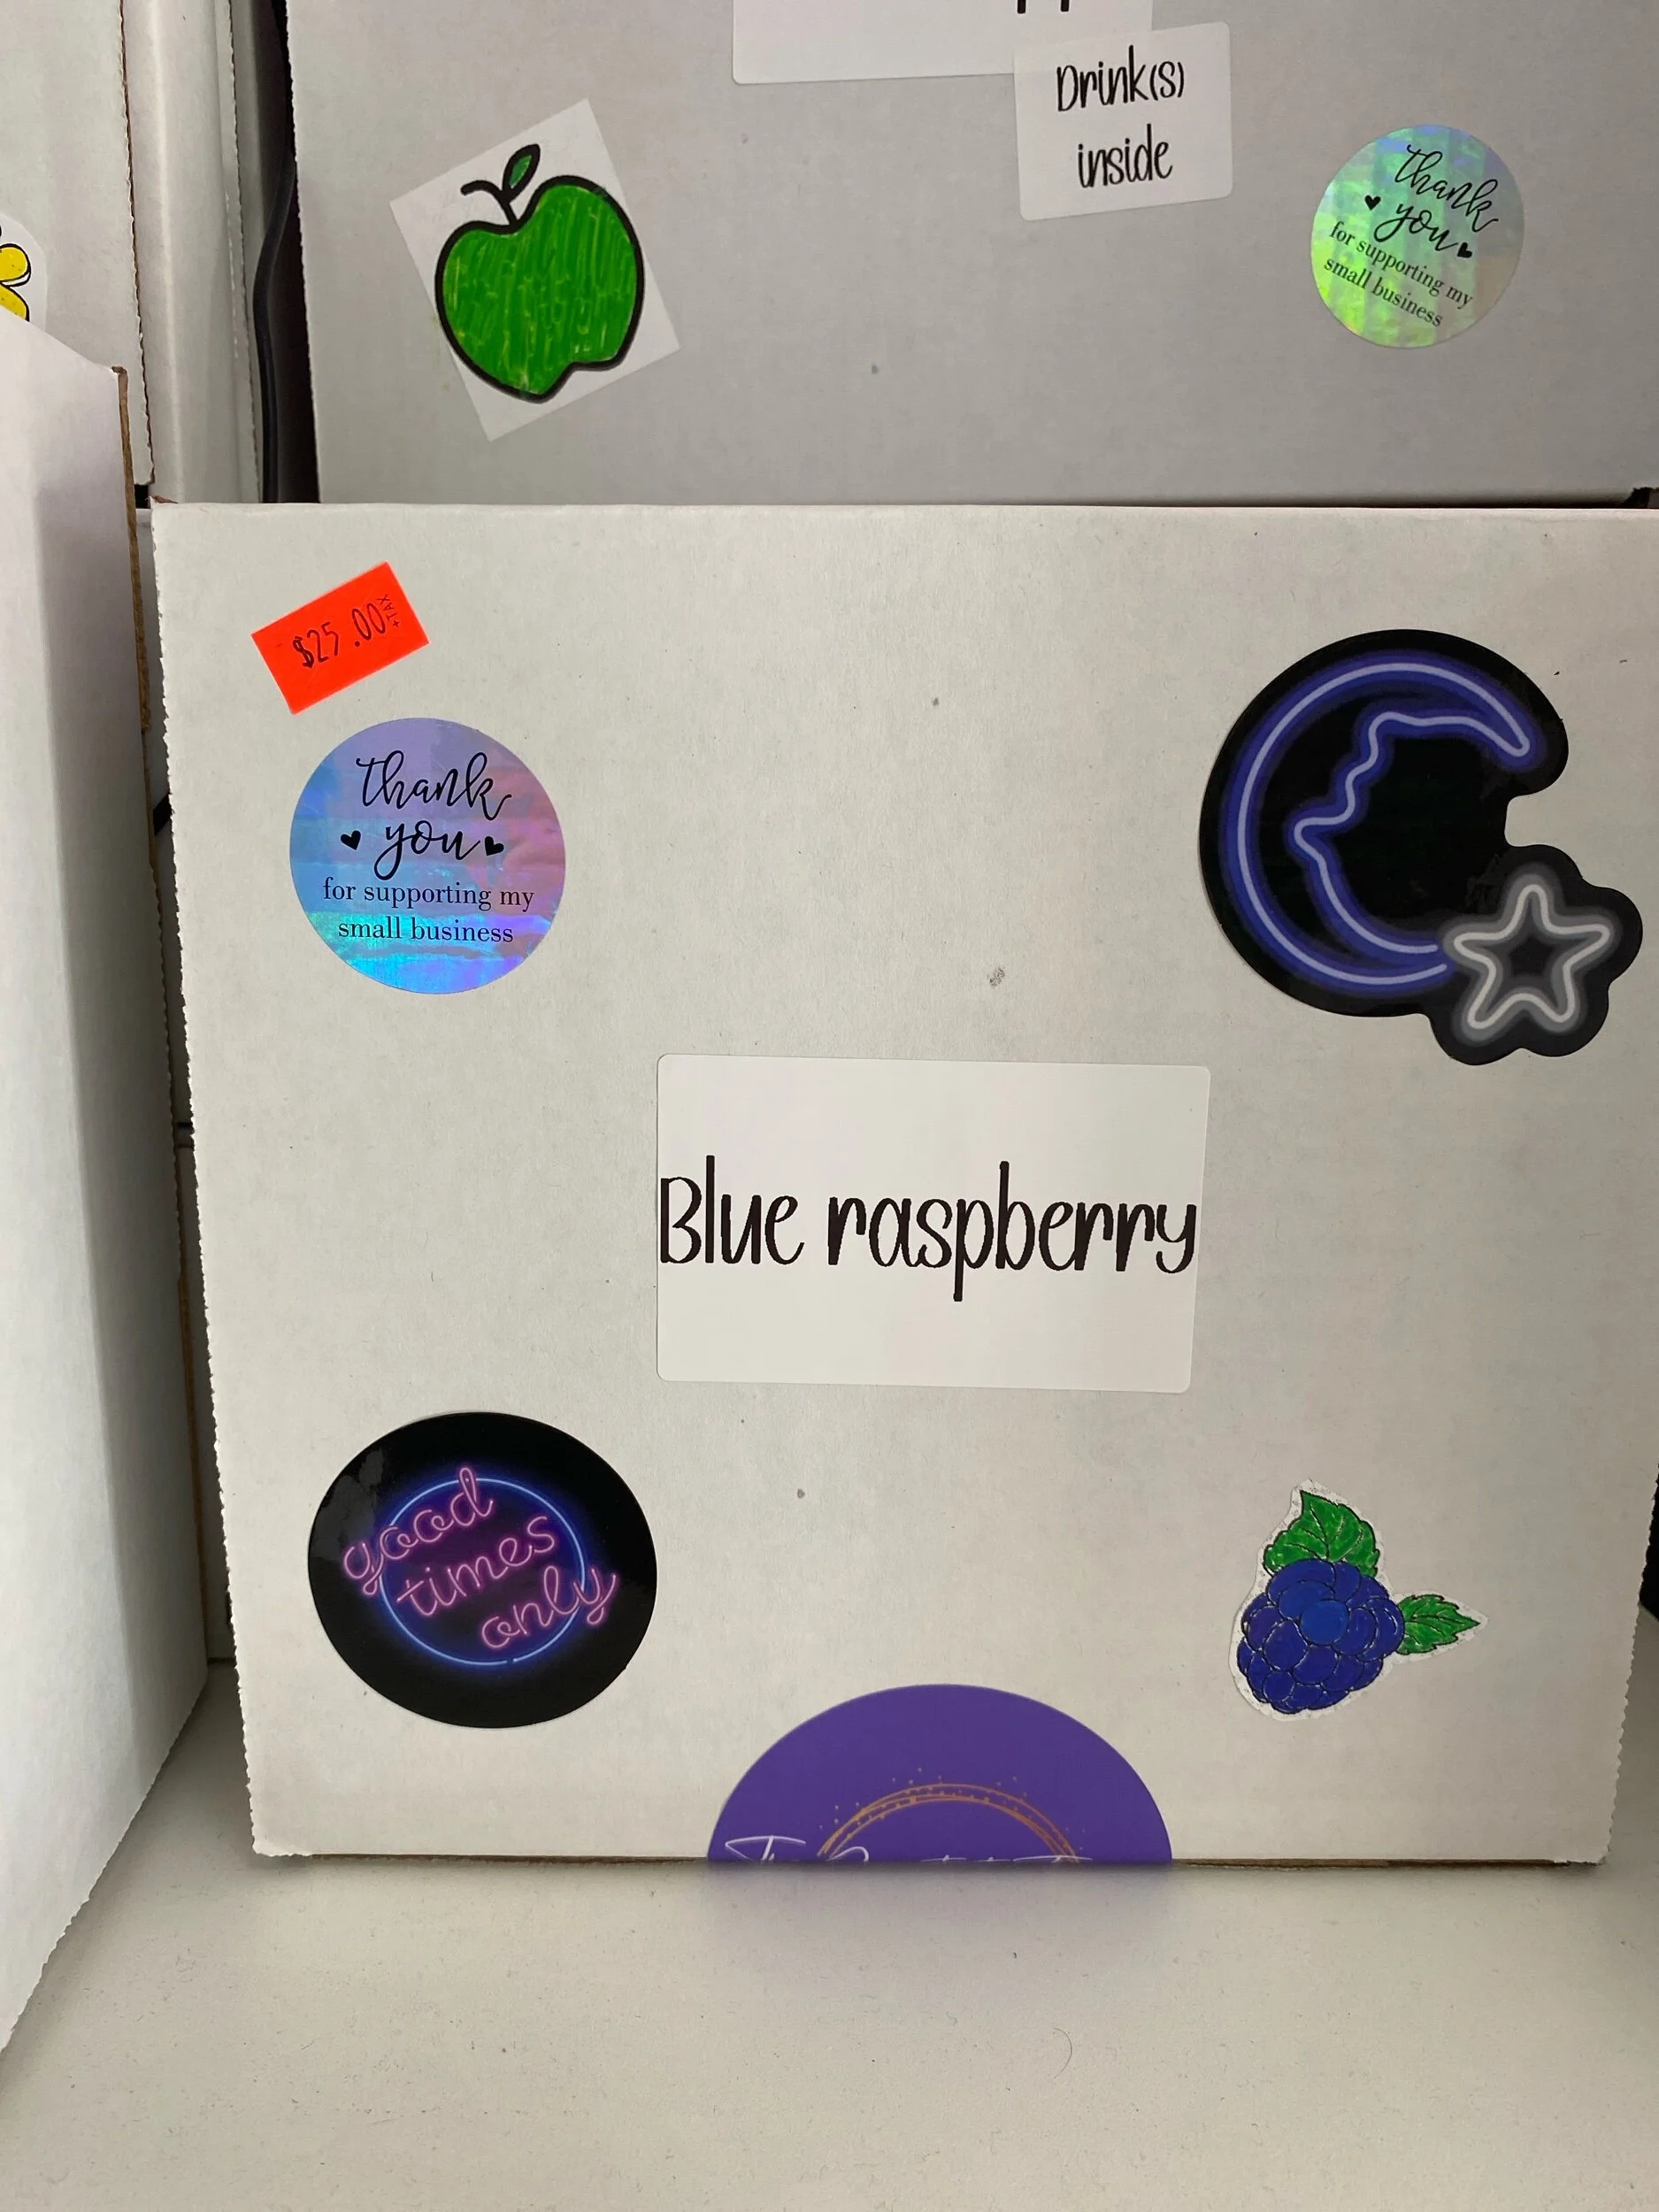 Drink(s)
inside
thank
you
for supporting my
small business
$25.00
+TAX
thank
you
for supporting my
small business
Blue raspberry
good
times
only